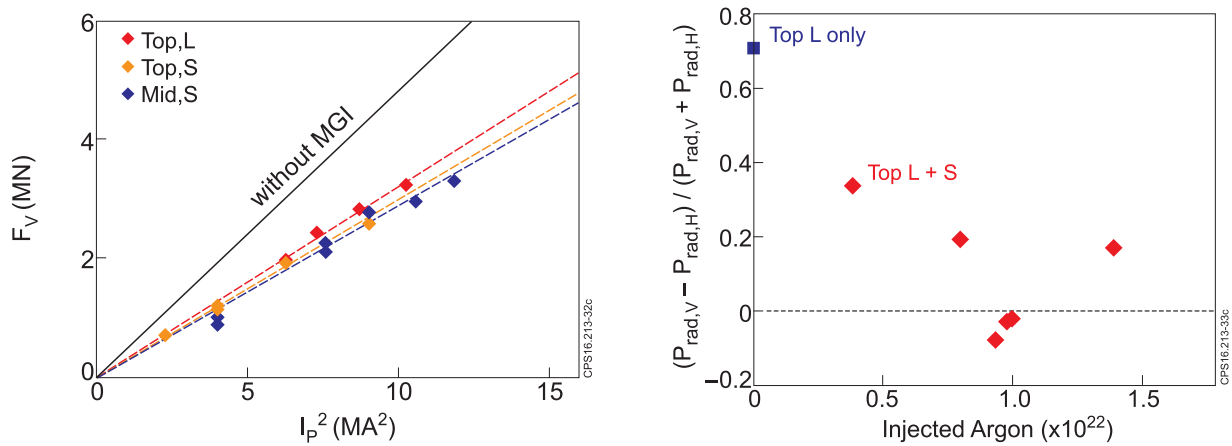 6
4
2
0
F_V (MN)
Top,L
Top,S
Mid,S
without MGI
0
5
10
15
I_P^2 (MA^2)
CPS16.213-32c
0.8
0.6
0.4
0.2
0
−0.2
(P_rad,V − P_rad,H) / (P_rad,V + P_rad,H)
Top L only
Top L + S
0
0.5
1.0
1.5
Injected Argon (x10^22)
CPS16.213-33c